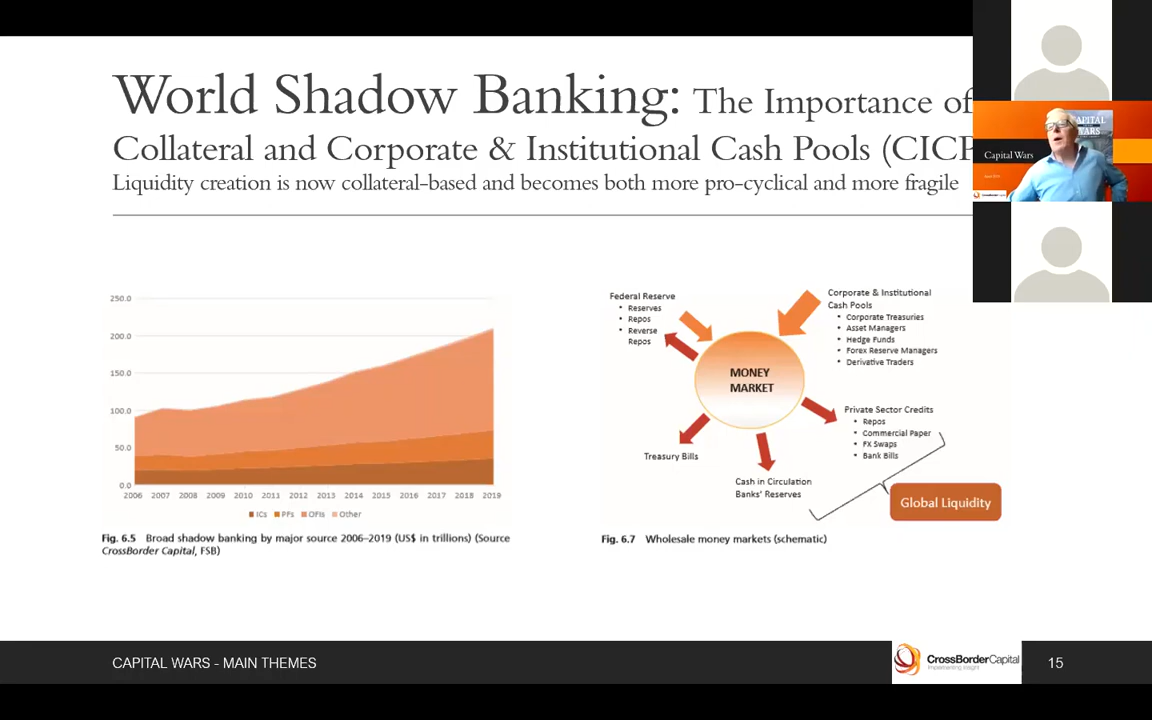 World Shadow Banking: The Importance of
Collateral and Corporate & Institutional Cash Pools (CICP
Liquidity creation is now collateral-based and becomes both more pro-cyclical and more fragile
CAPITAL
WARS
Capital Wars
250.0
200.0
150.0
100.0
50.0
0.0
2006 2007 2008 2009 2010 2011 2012 2013 2014 2015 2016 2017 2018 2019
ICs PFs OFIs Other
Fig. 6.5 Broad shadow banking by major source 2006–2019 (US$ in trillions) (Source
CrossBorder Capital, FSB)
Federal Reserve
• Reserves
• Repos
• Reverse
Repos
Corporate & Institutional
Cash Pools
• Corporate Treasuries
• Asset Managers
• Hedge Funds
• Forex Reserve Managers
• Derivative Traders
MONEY
MARKET
Private Sector Credits
• Repos
• Commercial Paper
• FX Swaps
• Bank Bills
Treasury Bills
Cash in Circulation
Banks' Reserves
Global Liquidity
Fig. 6.7 Wholesale money markets (schematic)
CAPITAL WARS - MAIN THEMES
CrossBorderCapital
Implementing Insight
15